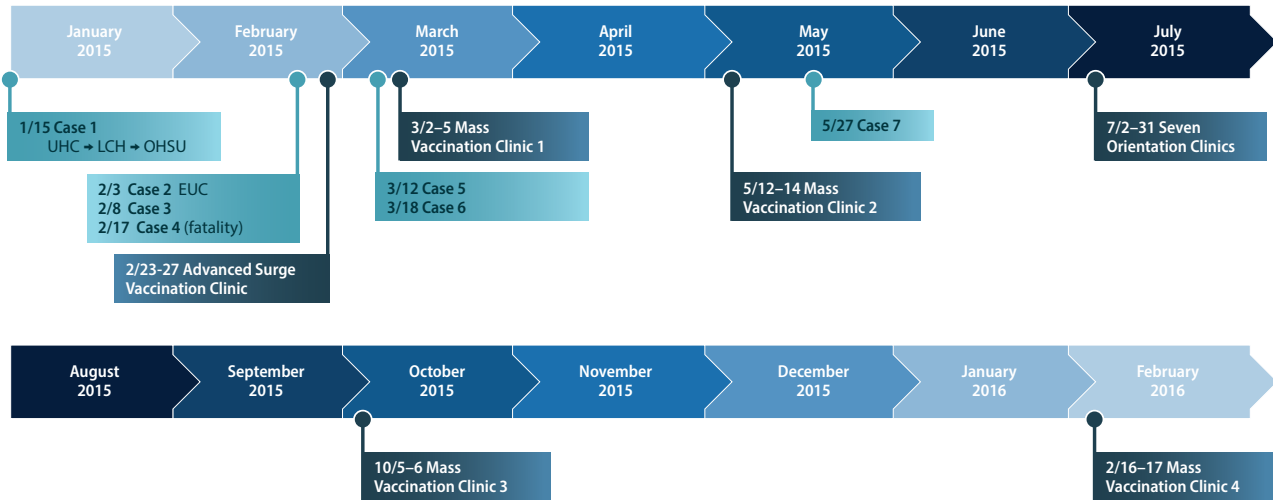 January
2015
February
2015
March
2015
April
2015
May
2015
June
2015
July
2015
1/15 Case 1
UHC → LCH → OHSU
2/3 Case 2 EUC
2/8 Case 3
2/17 Case 4 (fatality)
2/23-27 Advanced Surge
Vaccination Clinic
3/2–5 Mass
Vaccination Clinic 1
3/12 Case 5
3/18 Case 6
5/12–14 Mass
Vaccination Clinic 2
5/27 Case 7
7/2–31 Seven
Orientation Clinics
August
2015
September
2015
October
2015
November
2015
December
2015
January
2016
February
2016
10/5–6 Mass
Vaccination Clinic 3
2/16–17 Mass
Vaccination Clinic 4